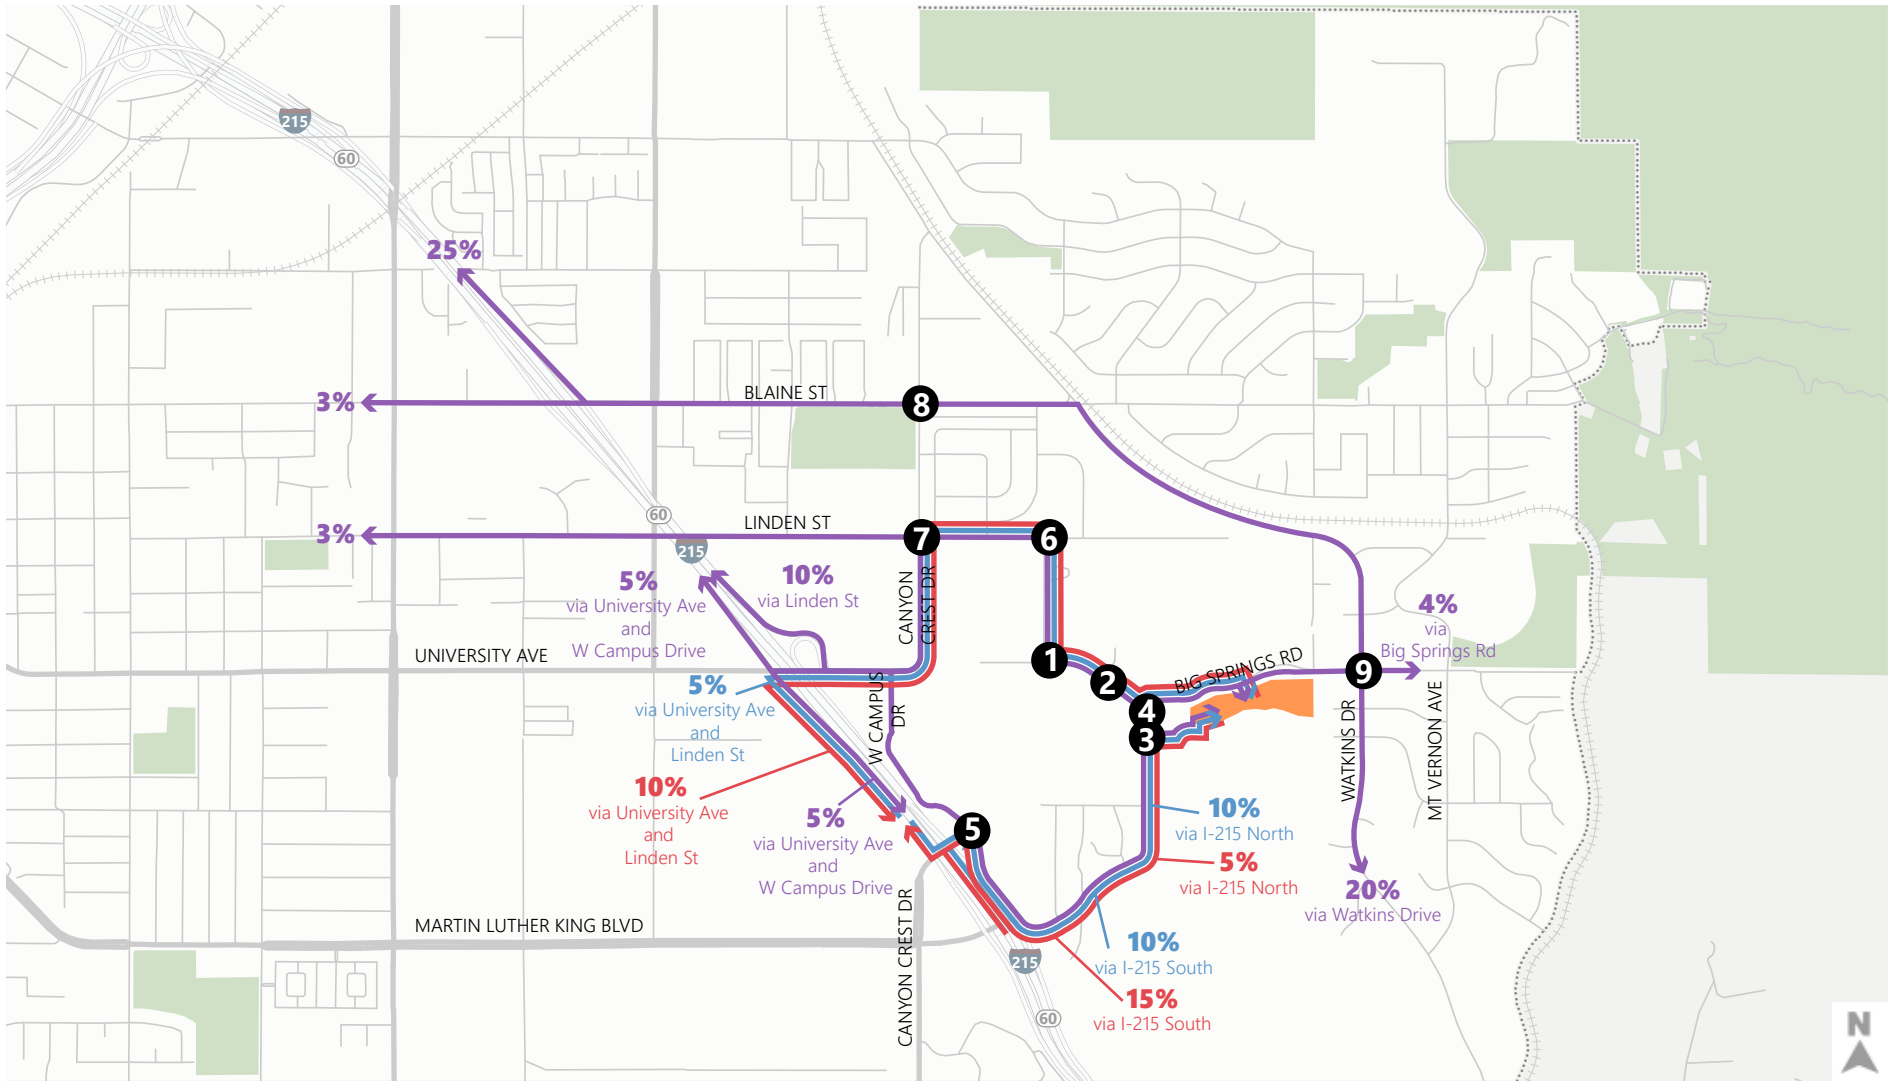 215
60
25%
3%
BLAINE ST
8
60
3%
LINDEN ST
7
6
215
5%
via University Ave
and
W Campus Drive
10%
via Linden St
CANYON
CREST DR
4%
via
Big Springs Rd
UNIVERSITY AVE
1
2
BIG SPRINGS RD
9
4
3
5%
via University Ave
and
Linden St
W CAMPUS
DR
WATKINS DR
MT VERNON AVE
10%
via University Ave
and
Linden St
5%
via University Ave
and
W Campus Drive
5
10%
via I-215 North
5%
via I-215 North
20%
via Watkins Drive
MARTIN LUTHER KING BLVD
CANYON CREST DR
10%
via I-215 South
215
15%
via I-215 South
60
N